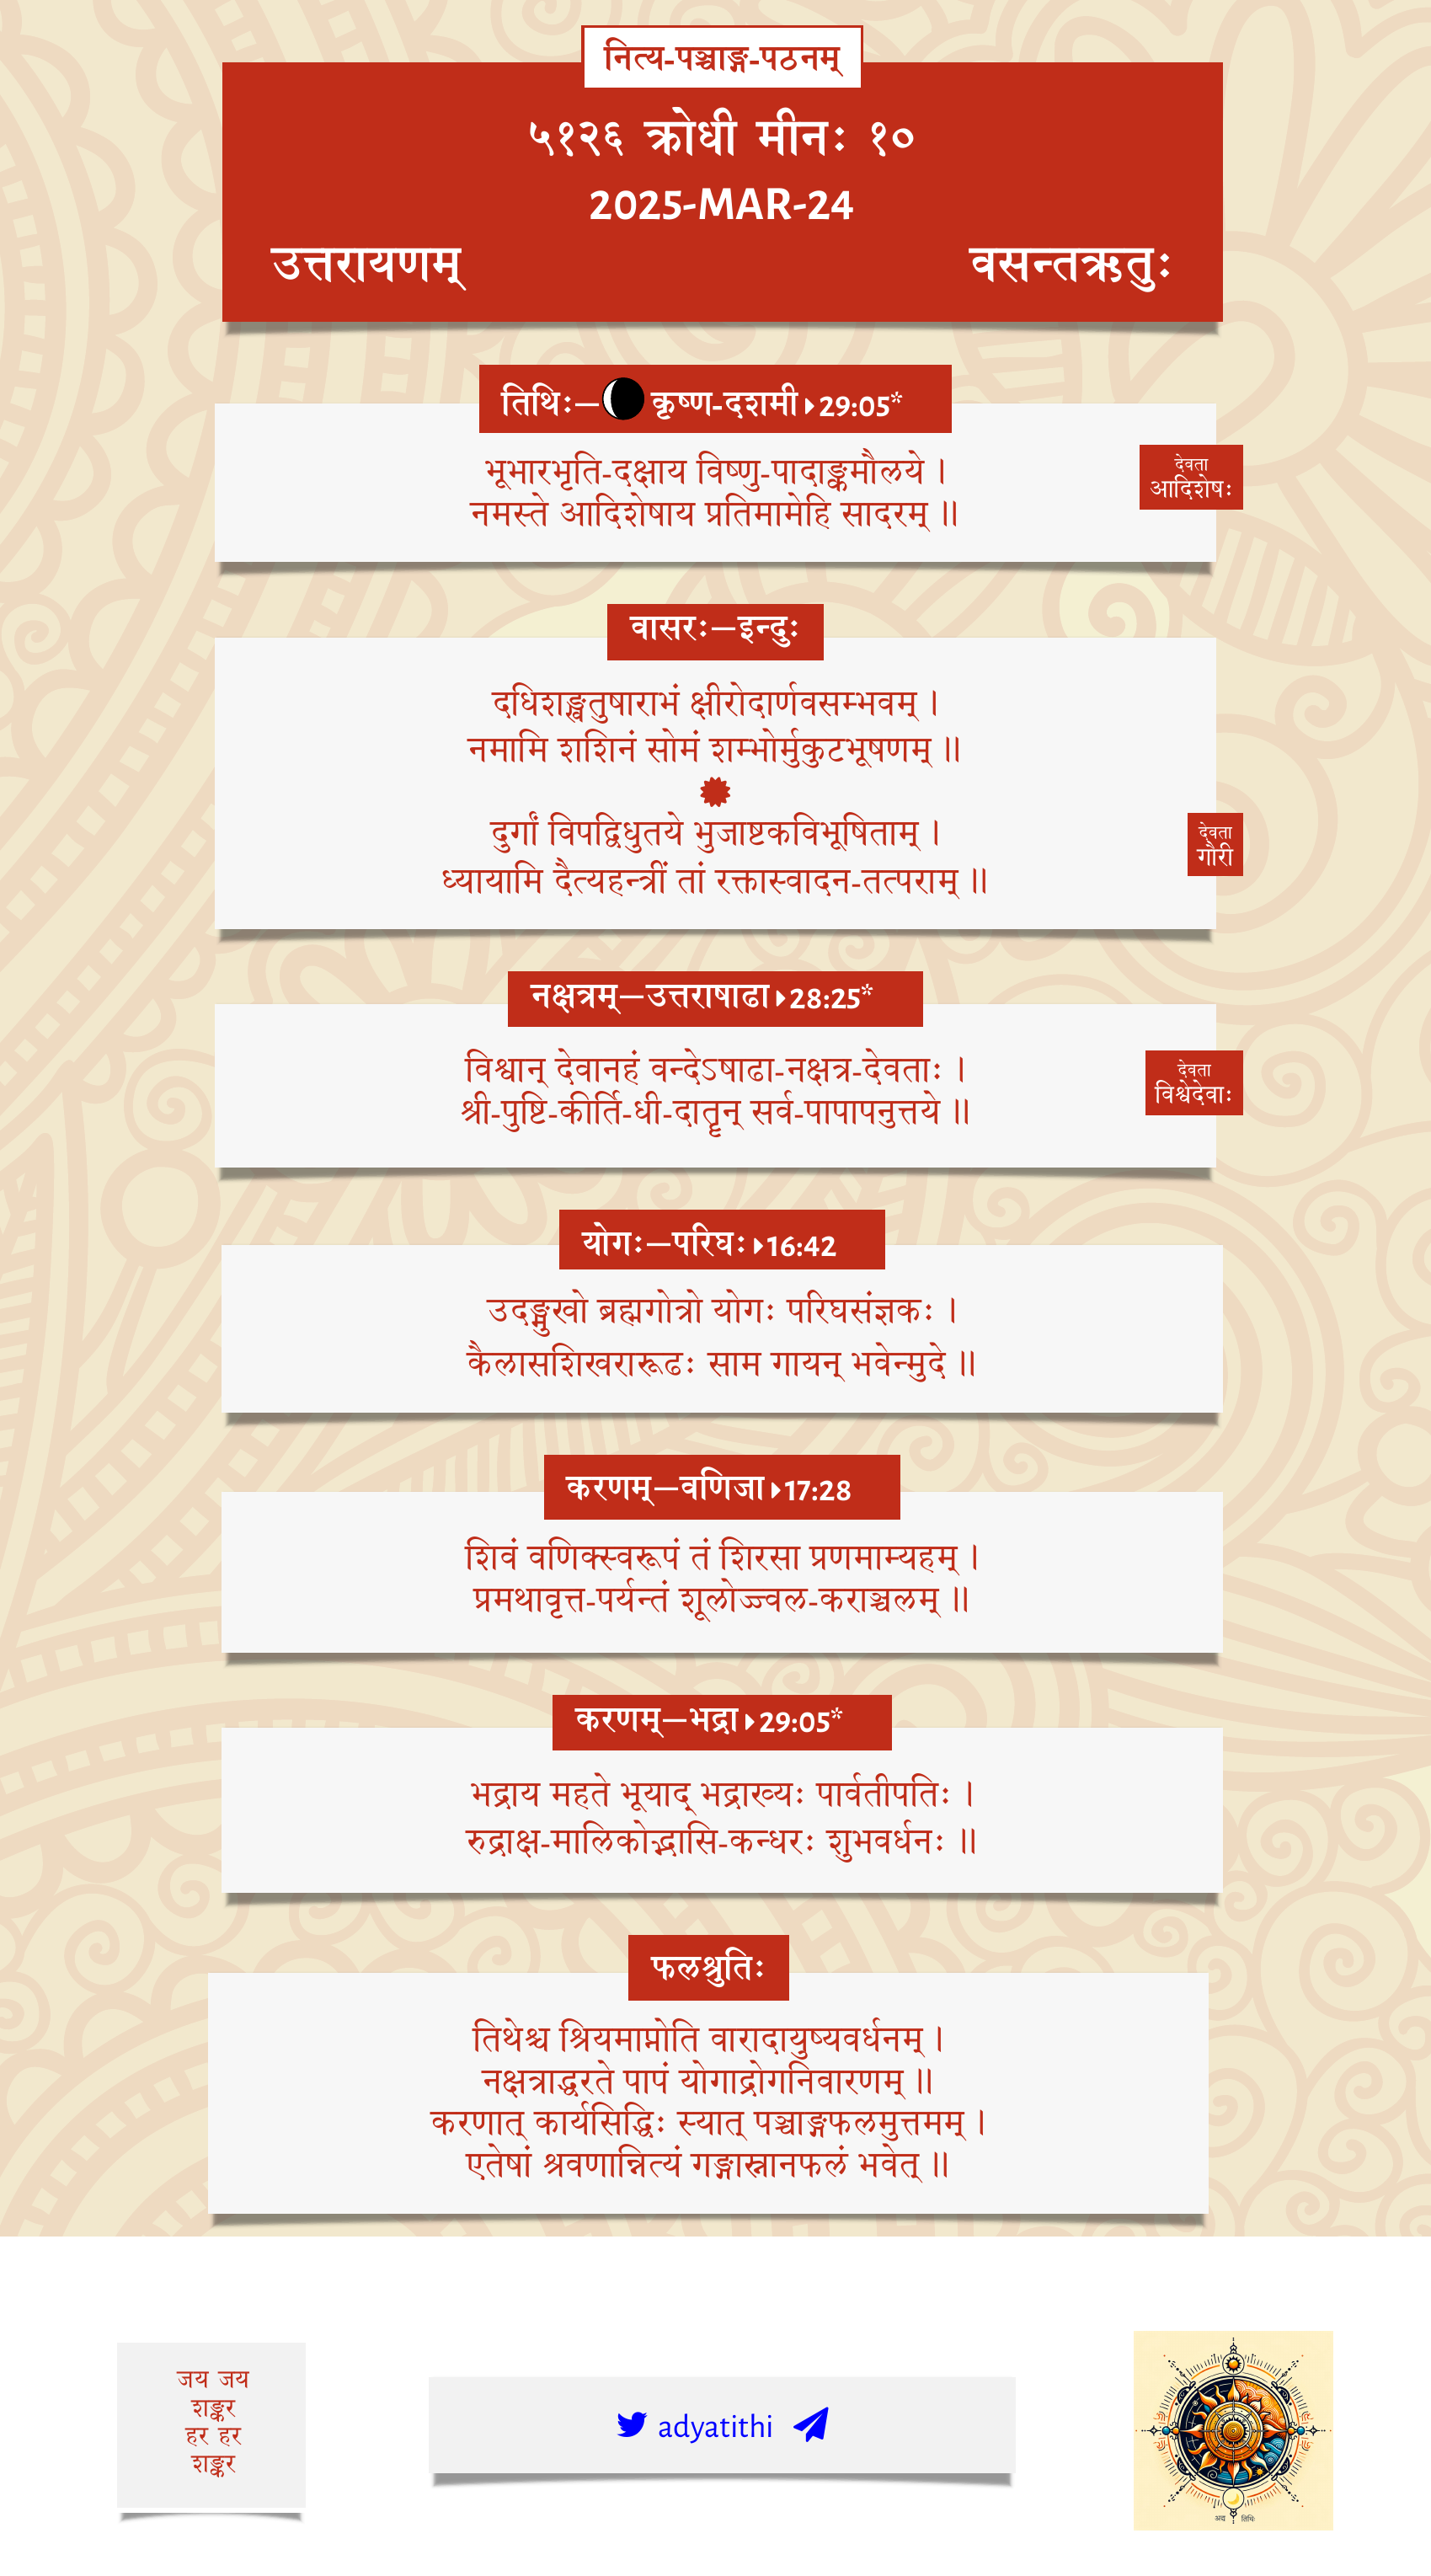 नित्य-पञ्चाङ्ग-पठनम्
५१२६ क्रोधी मीनः १०
2025-MAR-24
उत्तरायणम् वसन्तऋतुः
तिथिः—कृष्ण-दशमी 29:05*
भूभारभृति-दक्षाय विष्णु-पादाङ्कमौलये ।
नमस्ते आदिशेषाय प्रतिमामेहि सादरम् ॥
देवता
आदिशेषः
वासरः—इन्दुः
दधिशङ्खतुषाराभं क्षीरोदार्णवसम्भवम् ।
नमामि शशिनं सोमं शम्भोर्मुकुटभूषणम् ॥
दुर्गां विपद्विधुतये भुजाष्टकविभूषिताम् ।
ध्यायामि दैत्यहन्त्रीं तां रक्तास्वादन-तत्पराम् ॥
देवता
गौरी
नक्षत्रम्—उत्तराषाढा 28:25*
विश्वान् देवानहं वन्देऽषाढा-नक्षत्र-देवताः ।
श्री-पुष्टि-कीर्ति-धी-दातॄन् सर्व-पापापनुत्तये ॥
देवता
विश्वेदेवाः
योगः—परिघः 16:42
उदङ्मुखो ब्रह्मगोत्रो योगः परिघसंज्ञकः ।
कैलासशिखरारूढः साम गायन् भवेन्मुदे ॥
करणम्—वणिजा 17:28
शिवं वणिक्स्वरूपं तं शिरसा प्रणमाम्यहम् ।
प्रमथावृत्त-पर्यन्तं शूलोज्ज्वल-कराञ्चलम् ॥
करणम्—भद्रा 29:05*
भद्राय महते भूयाद् भद्राख्यः पार्वतीपतिः ।
रुद्राक्ष-मालिकोद्भासि-कन्धरः शुभवर्धनः ॥
फलश्रुतिः
तिथेश्च श्रियमाप्नोति वारादायुष्यवर्धनम् ।
नक्षत्राद्धरते पापं योगाद्रोगनिवारणम् ॥
करणात् कार्यसिद्धिः स्यात् पञ्चाङ्गफलमुत्तमम् ।
एतेषां श्रवणान्नित्यं गङ्गास्नानफलं भवेत् ॥
जय जय
शङ्कर
हर हर
शङ्कर
adyatithi
अद्य तिथिः